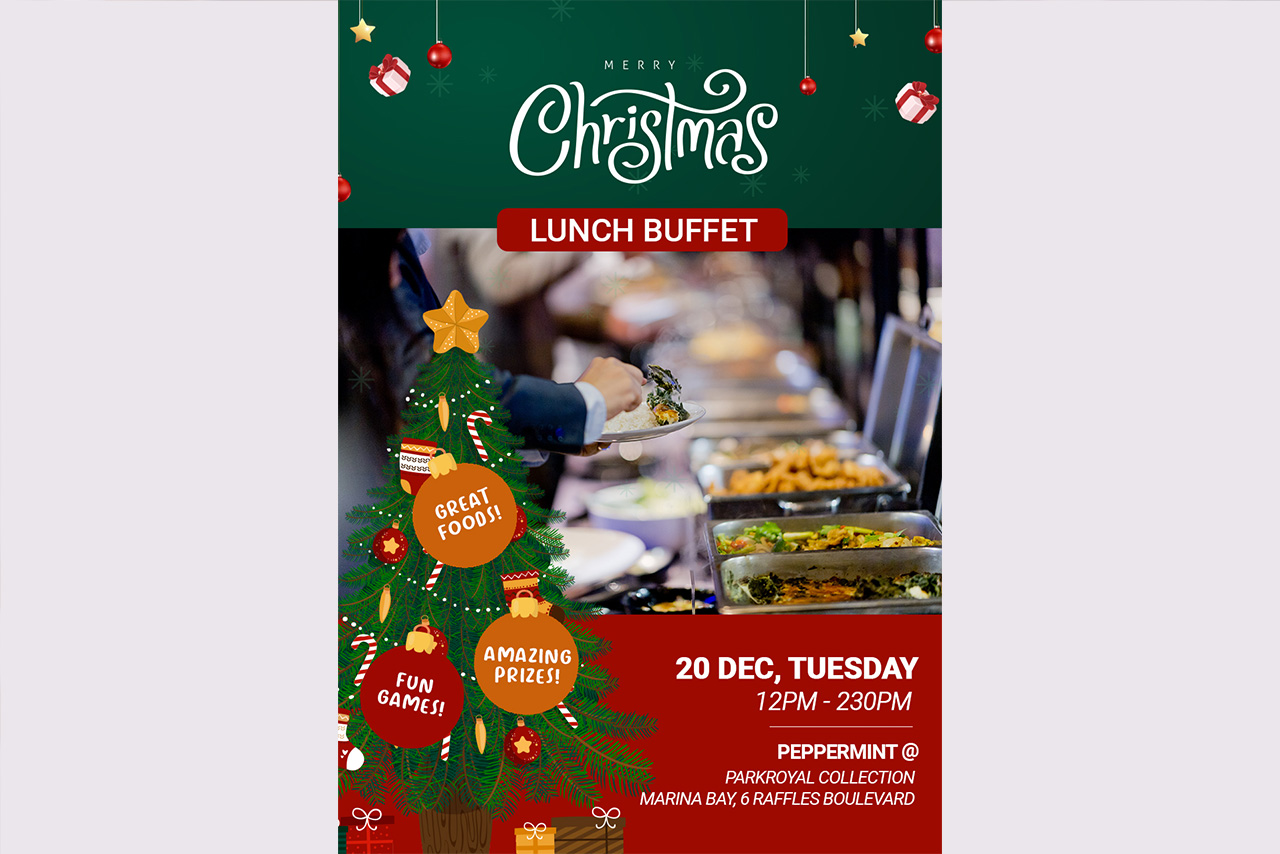 MERRY
Christmas
LUNCH BUFFET
GREAT
FOODS!
AMAZING
PRIZES!
FUN
GAMES!
20 DEC, TUESDAY
12PM - 230PM
PEPPERMINT @
PARKROYAL COLLECTION
MARINA BAY, 6 RAFFLES BOULEVARD